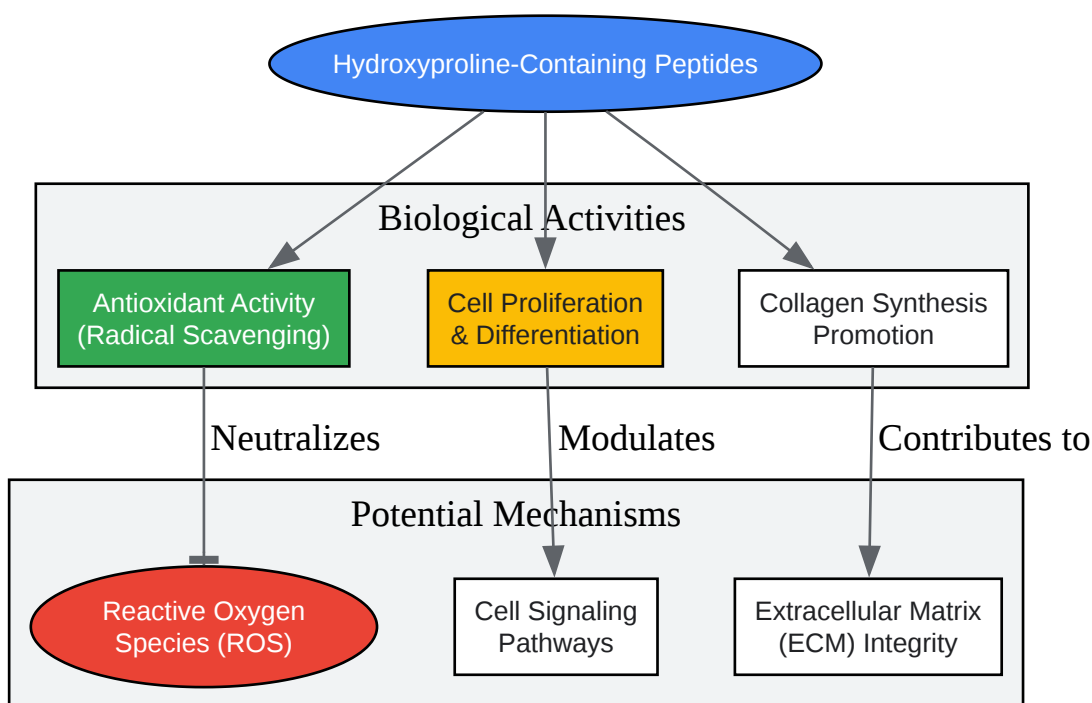 Hydroxyproline-Containing Peptides
Biological Activities
Antioxidant Activity
(Radical Scavenging)
Cell Proliferation
& Differentiation
Collagen Synthesis
Promotion
Neutralizes
Modulates
Contributes to
Potential Mechanisms
Reactive Oxygen
Species (ROS)
Cell Signaling
Pathways
Extracellular Matrix
(ECM) Integrity